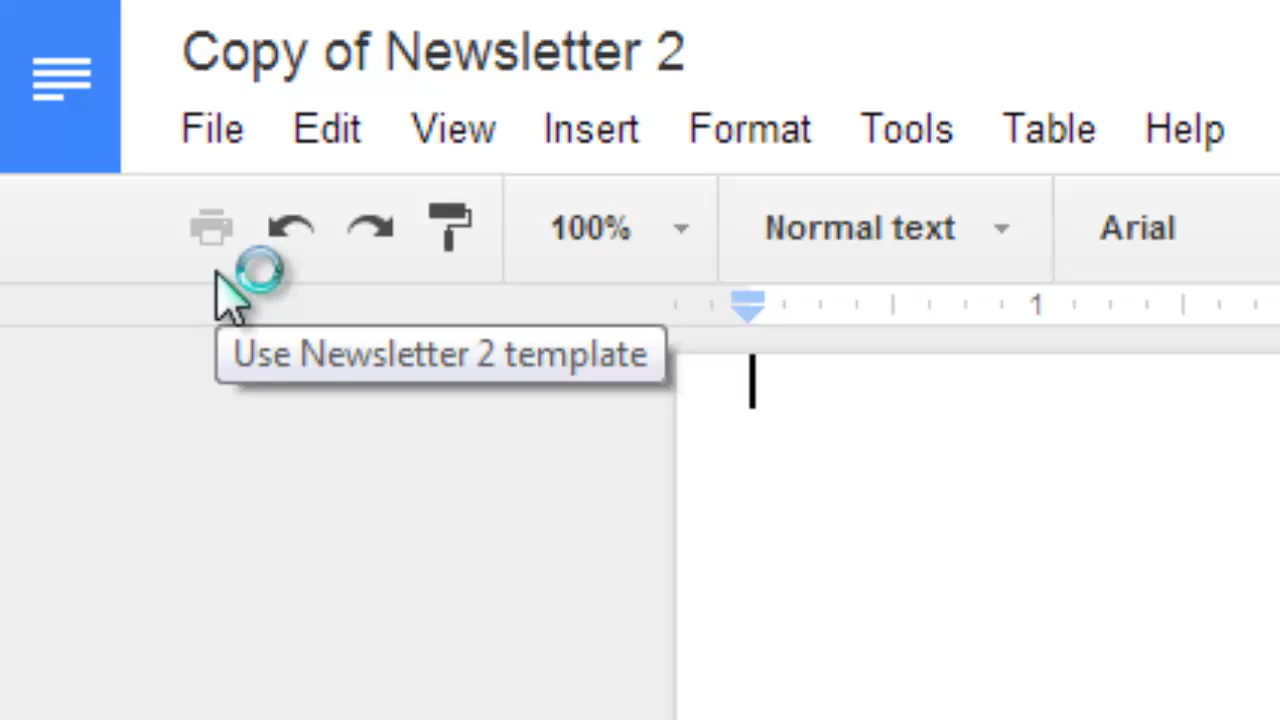 Copy of Newsletter 2
File Edit View Insert Format Tools Table Help
100% Normal text Arial
1
Use Newsletter 2 template